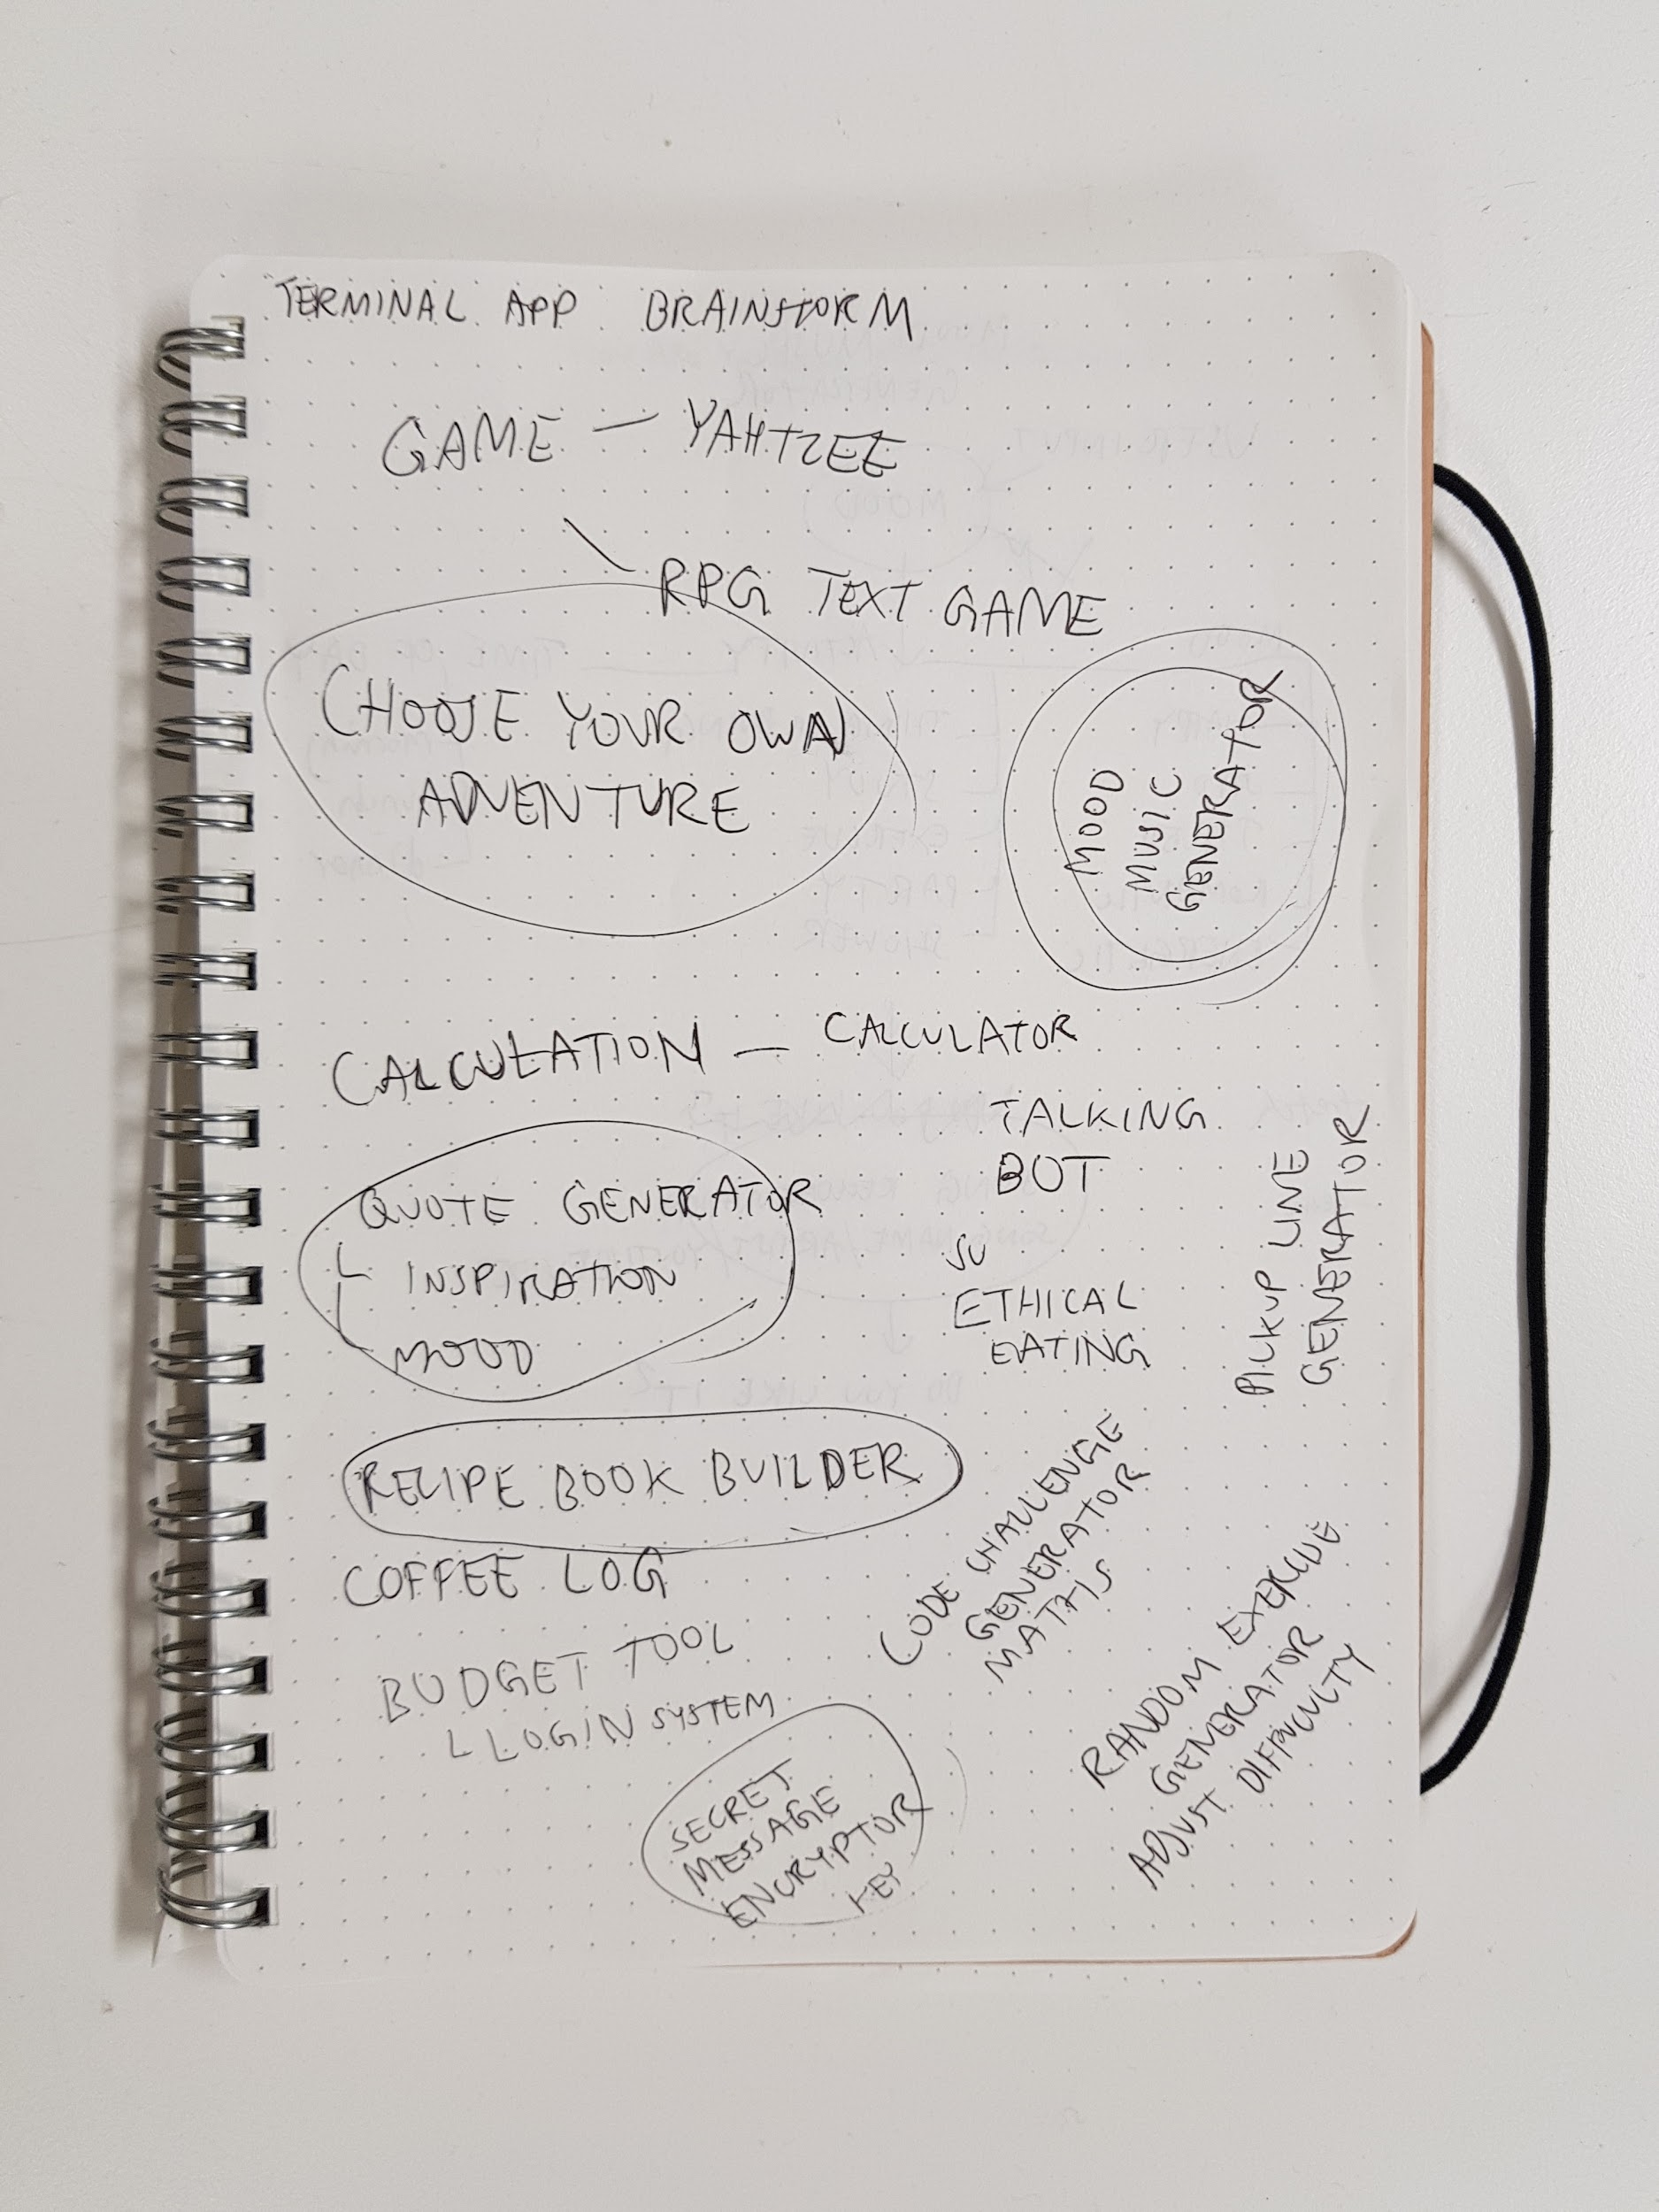 TERMINAL APP BRAINSTORM
GAME — YAHTZEE
RPG TEXT GAME
CHOOSE YOUR OWN
ADVENTURE
MOOD
MUSIC
GENERATOR
CALCULATION — CALCULATOR
TALKING
BOT
QUOTE GENERATOR
INSPIRATION
MOOD
SU
ETHICAL
EATING
PICKUP LINE
GENERATOR
RECIPE BOOK BUILDER
COFFEE LOG
BUDGET TOOL
LOGIN SYSTEM
CODE CHALLENGE
GENERATOR
SECRET
MESSAGE
ENCRYPTOR
KEY
RANDOM EXERCISE
GENERATOR
ADJUST DIFFICULTY